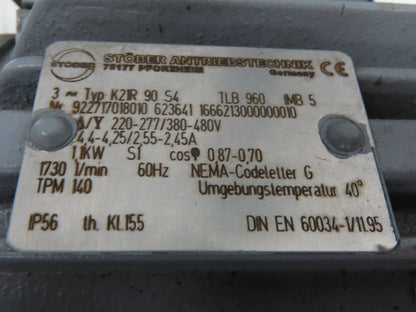 STÖBER STÖBER ANTRIEBSTECHNIK
75177 PFORZHEIM Germany CE
3 ~ Typ K21R 90 S4 TLB 960 IMB 5
Nr. 922717018010 623641 1666213000000010
/Y 220-277/380-480V
4,4-4,25/2,55-2,45A
1,1KW S1 cosφ 0,87-0,70
1730 1/min 60Hz NEMA-Codeletter G
TPM 140 Umgebungstemperatur 40°
IP56 th. Kl.155 DIN EN 60034-1/11.95